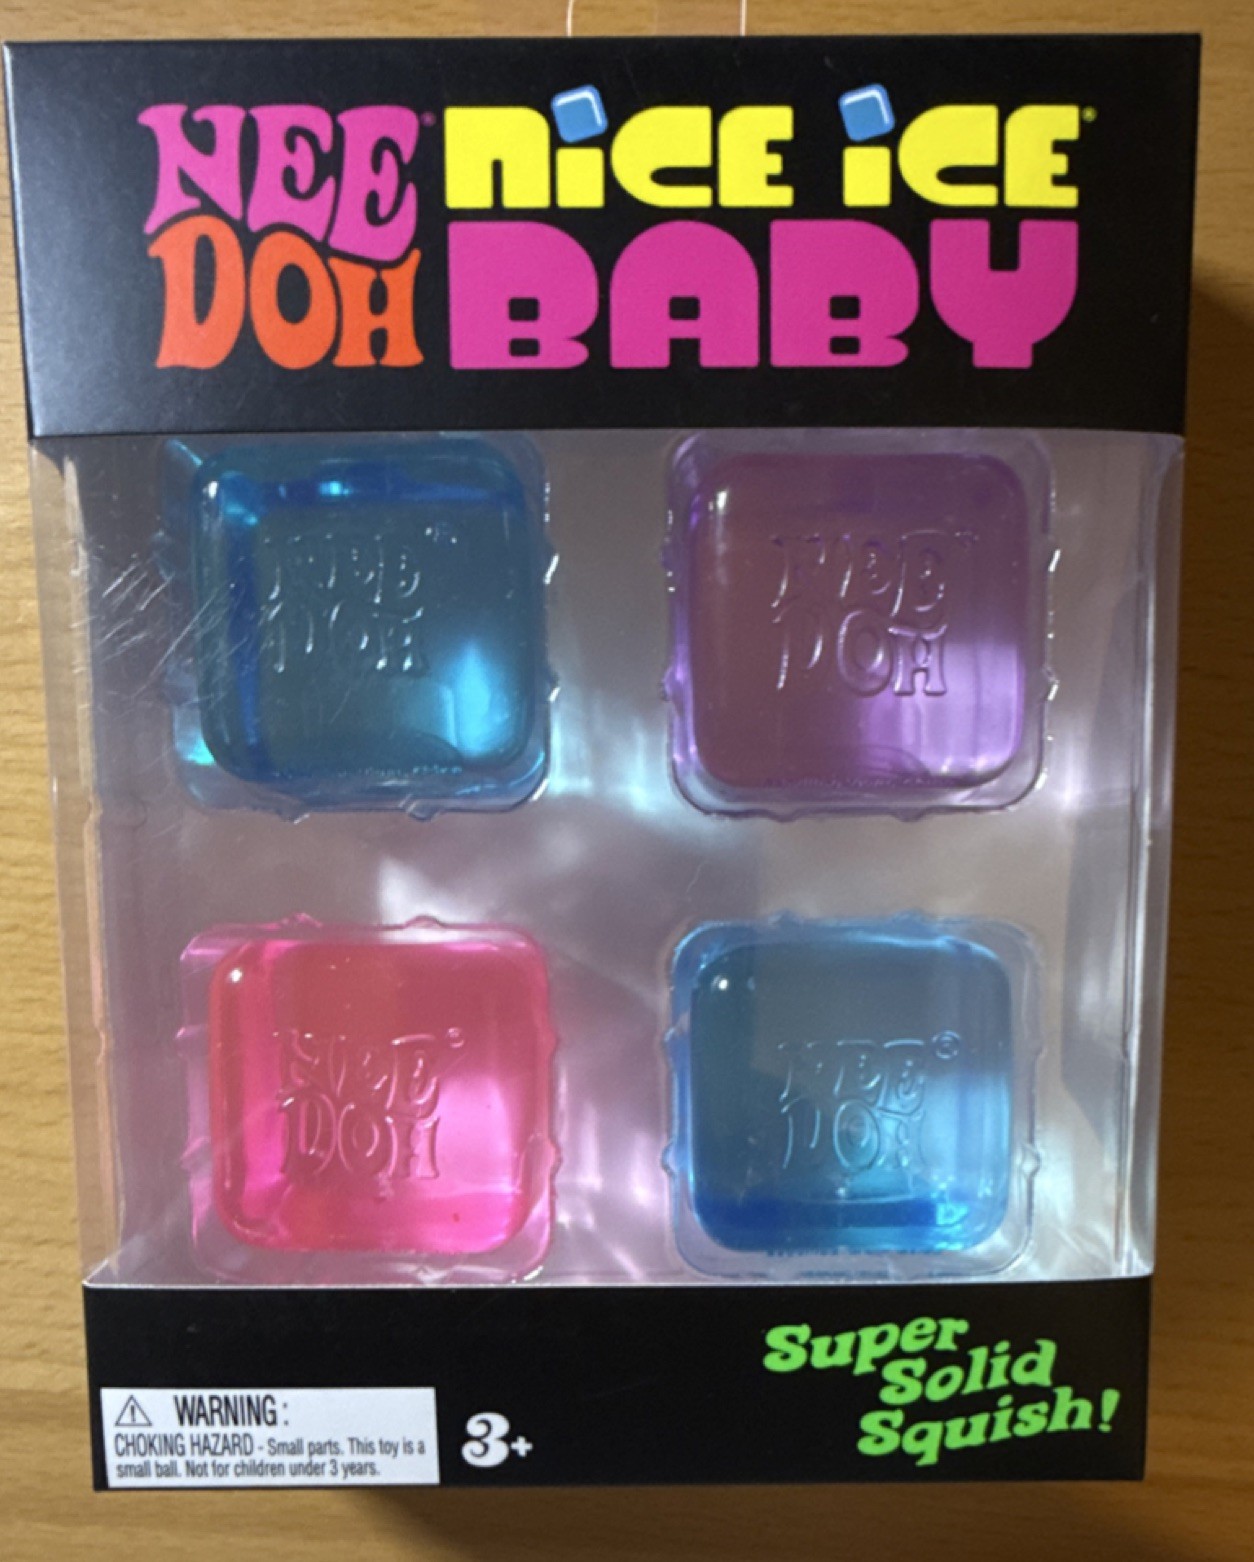 NEE® NiCE iCE®
DOH BABY
NEE DOH
NEE DOH
NEE® DOH
NEE® DOH
Super
Solid
Squish!
WARNING:
CHOKING HAZARD - Small parts. This toy is a
small ball. Not for children under 3 years.
3+